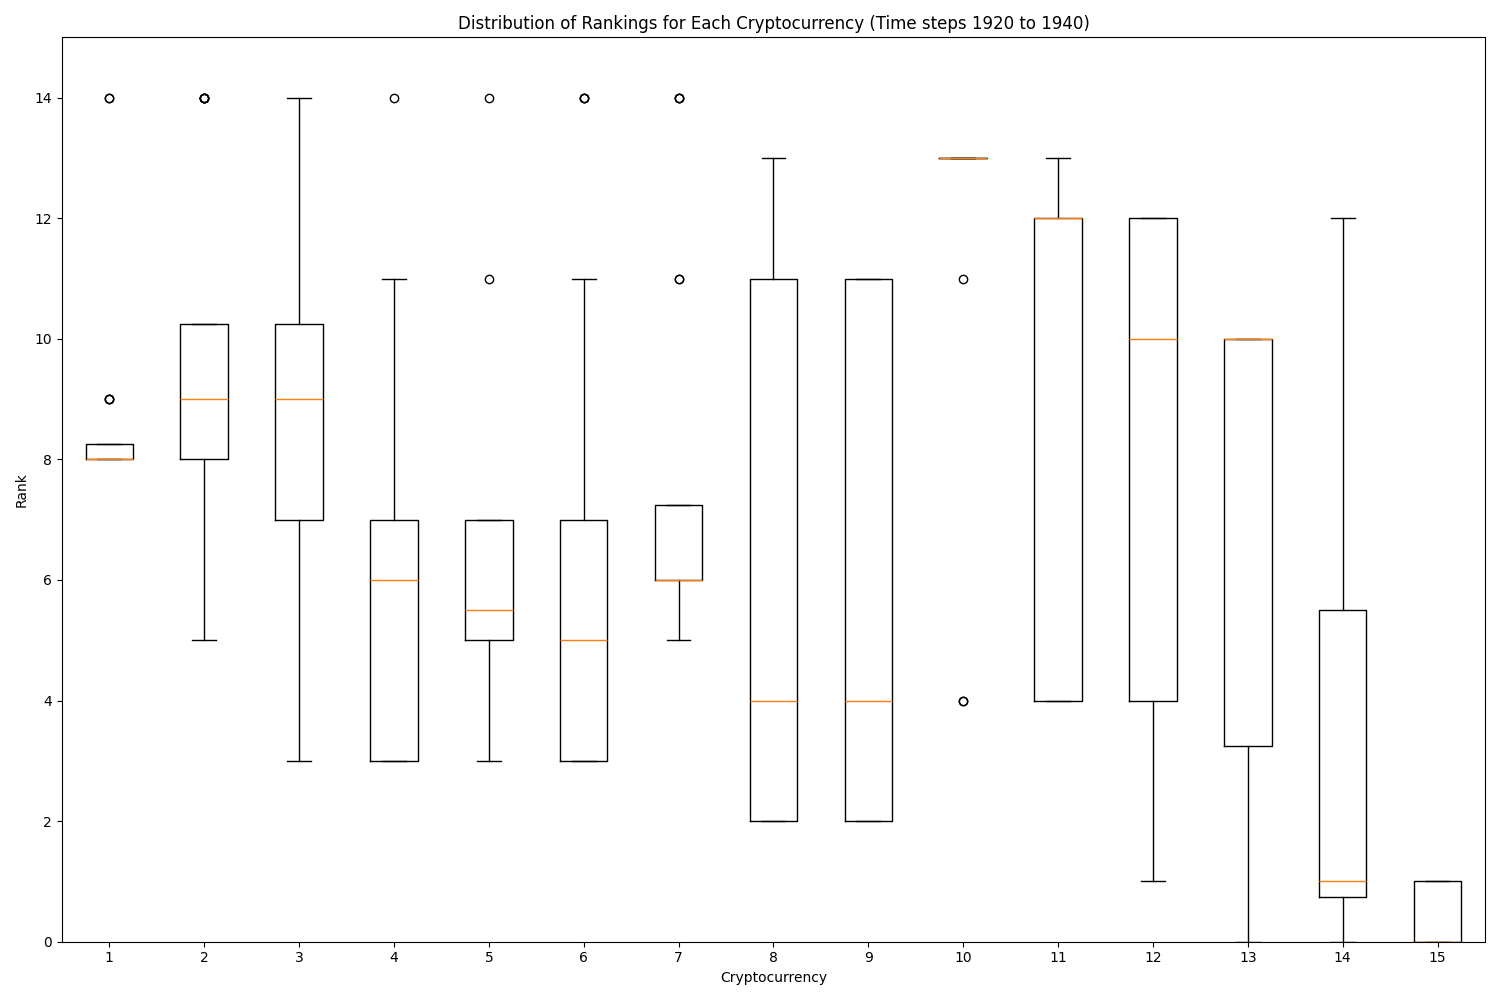 Distribution of Rankings for Each Cryptocurrency (Time steps 1920 to 1940)
Rank
14
12
10
8
6
4
2
0
1 2 3 4 5 6 7 8 9 10 11 12 13 14 15
Cryptocurrency